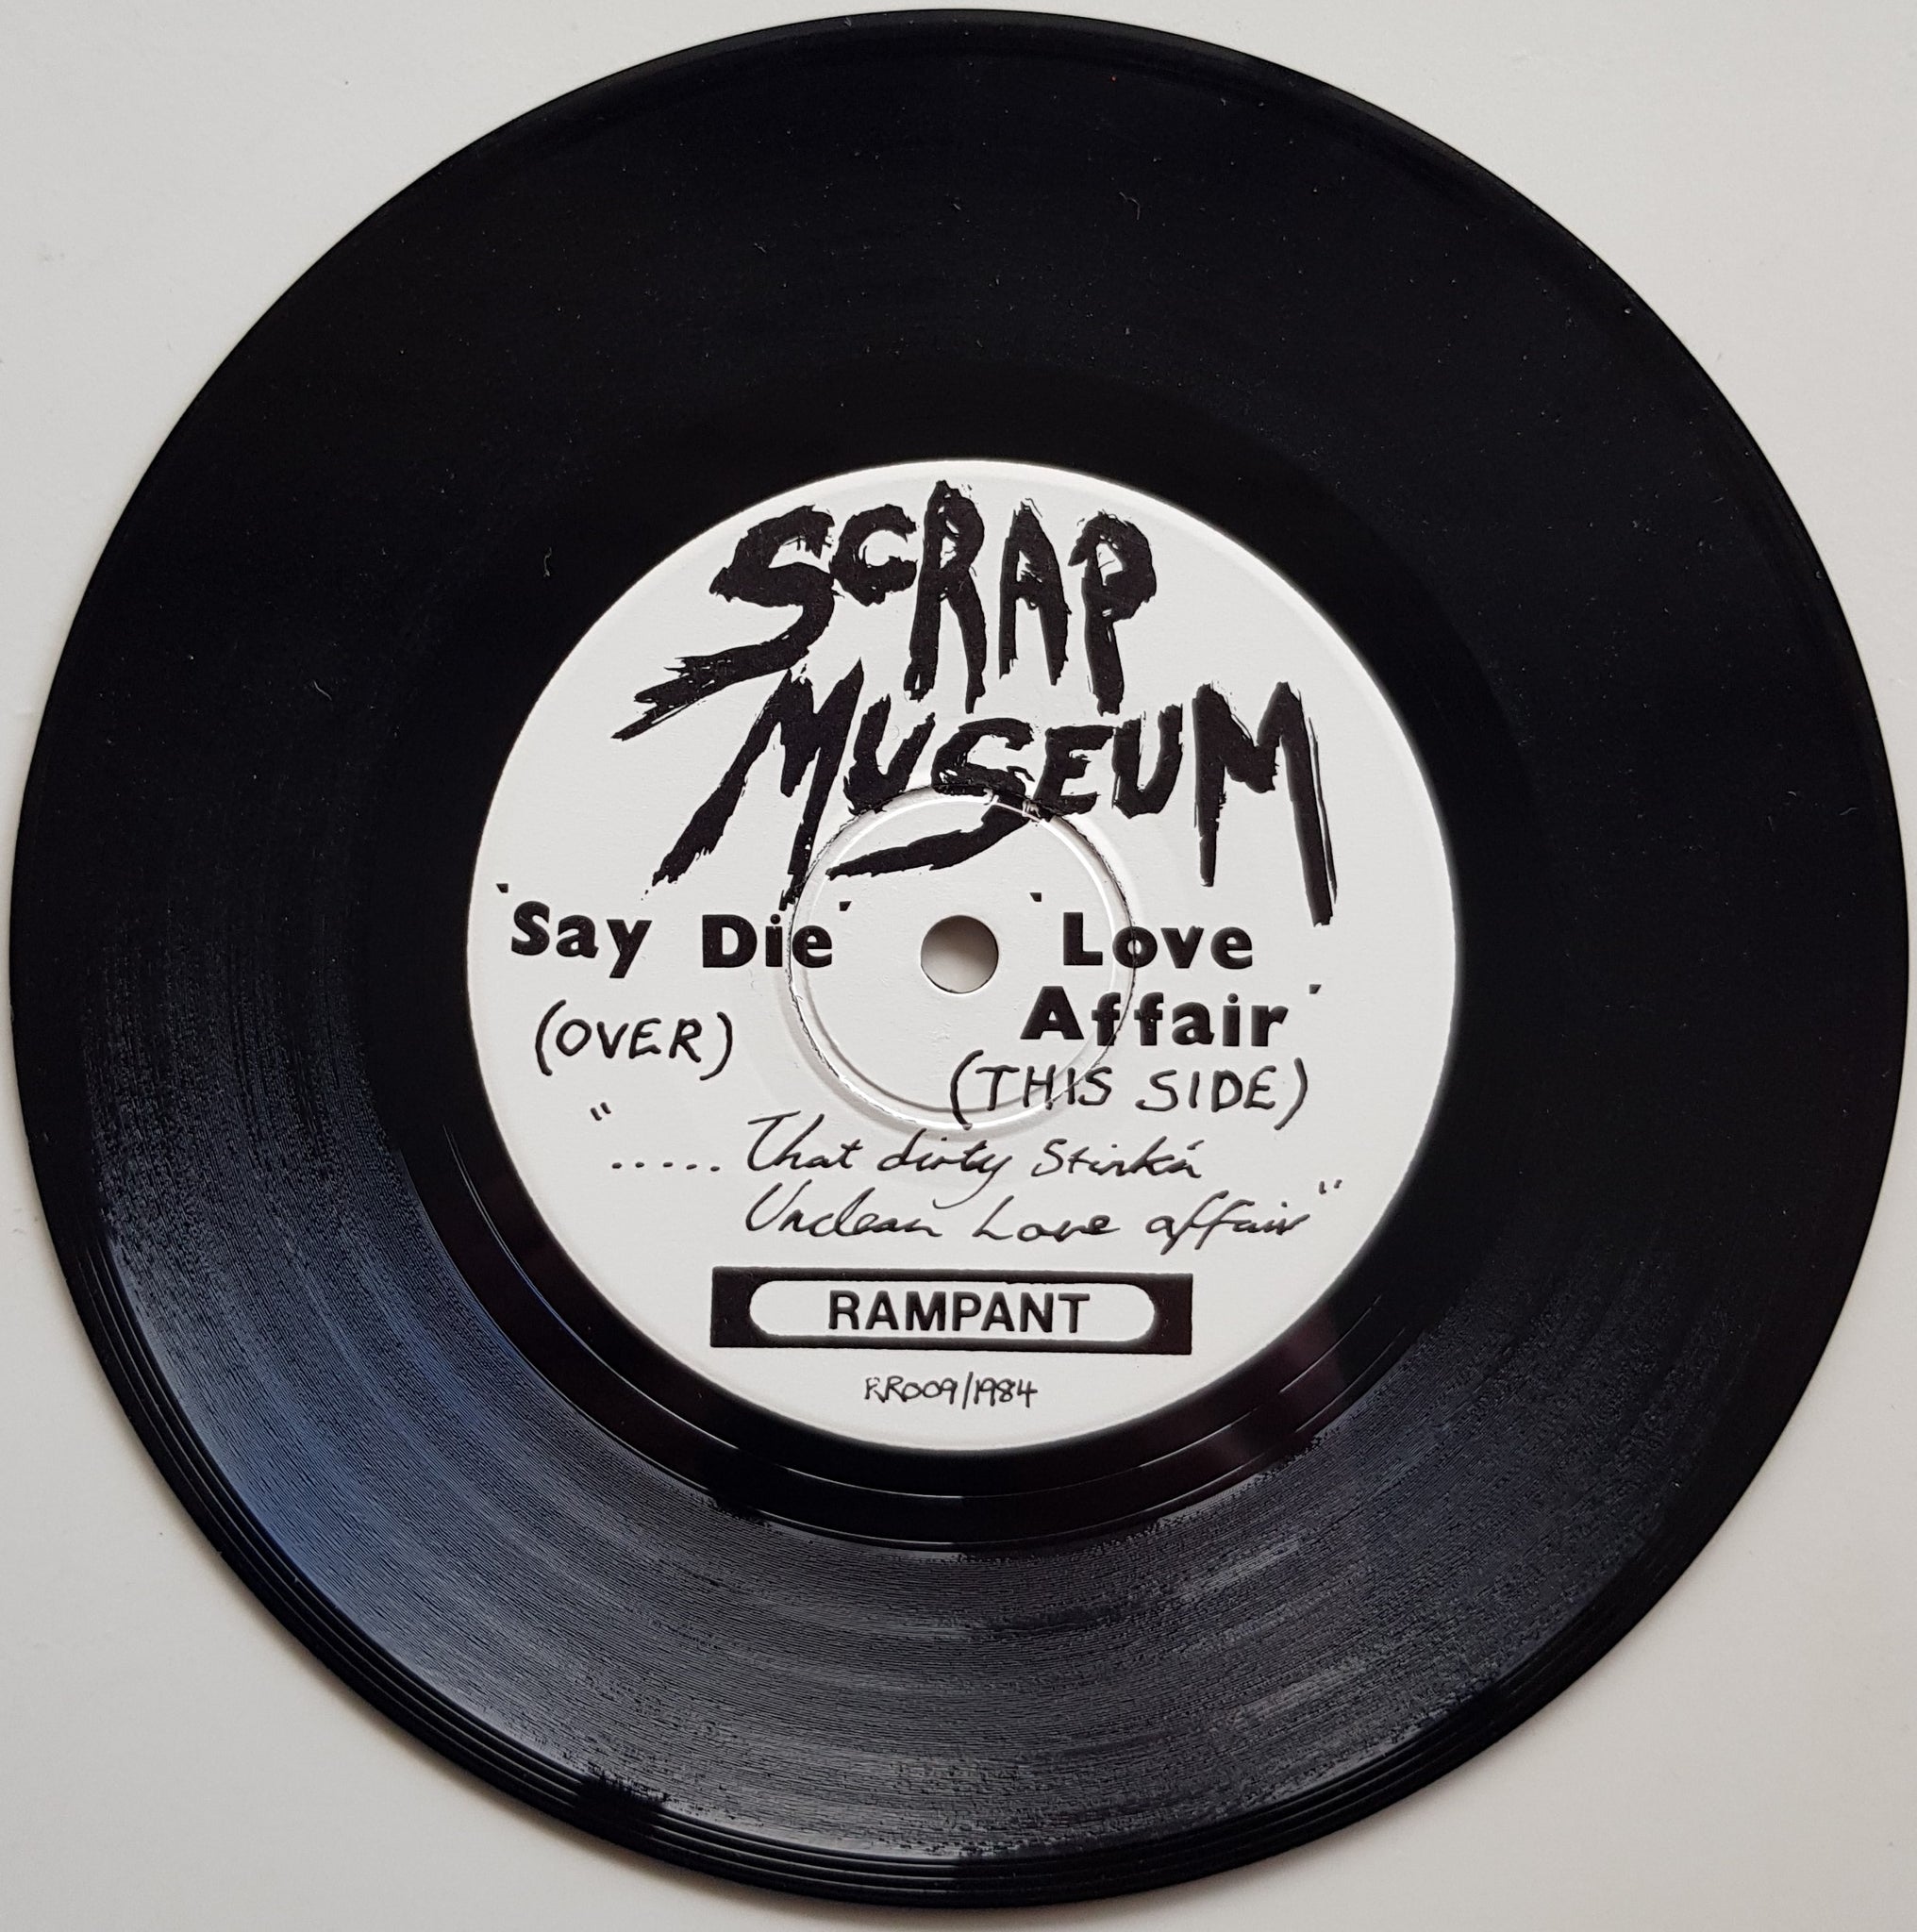 SCRAP
MUSEUM
'Say Die' 'Love
Affair'
(OVER)
(THIS SIDE)
"..... That dirty Stinkin'
Unclean Love affair"
RAMPANT
RR009/1984